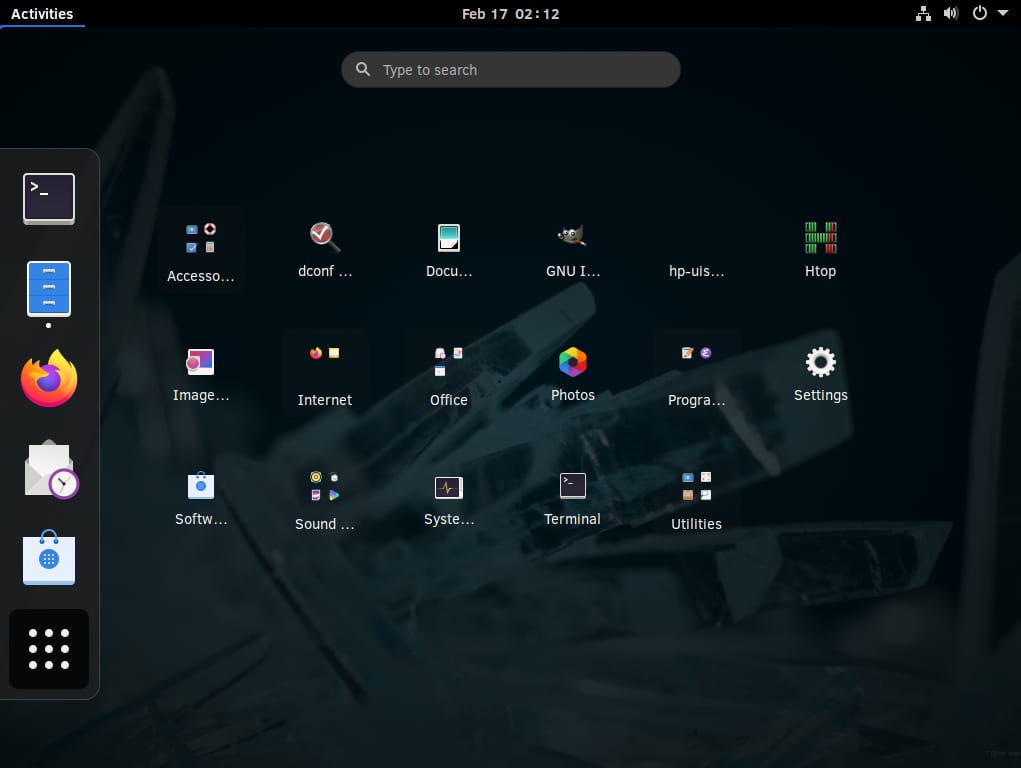 Activities
Feb 17 02:12
Type to search
>_
Accesso...
dconf ...
Docu...
GNU I...
hp-uis...
Htop
Image...
Internet
Office
Photos
Progra...
Settings
Softw...
Sound ...
Syste...
Terminal
Utilities